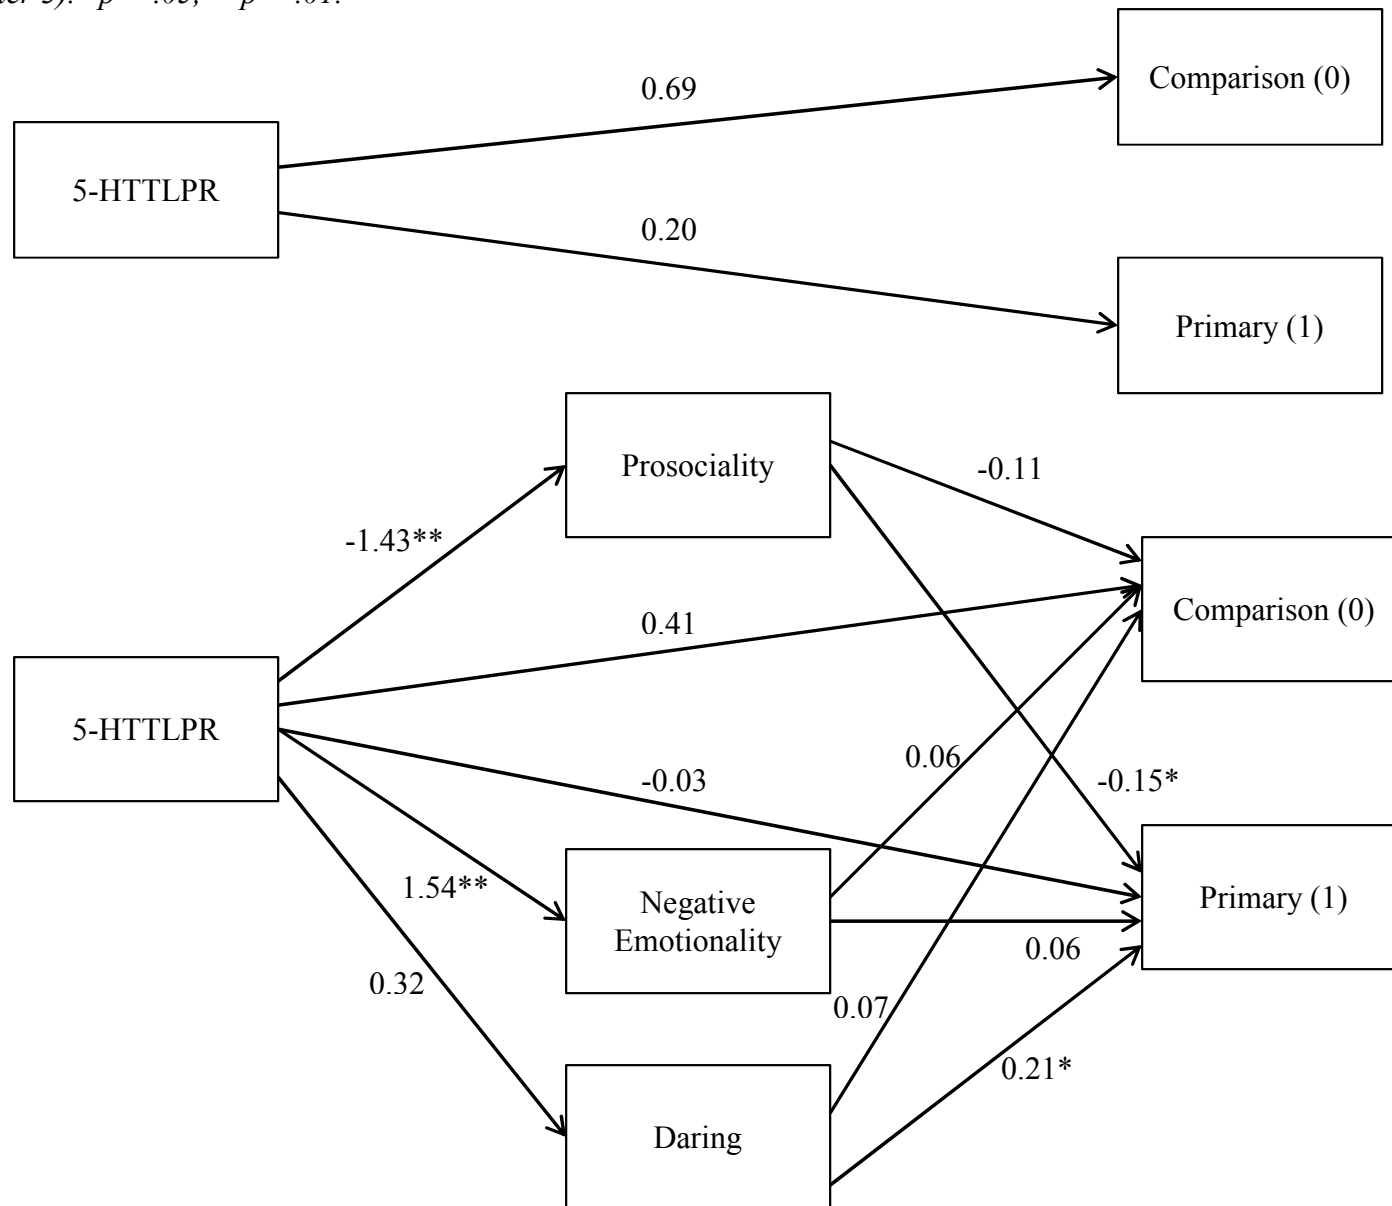 p .05; p .01.
0.69
Comparison (0)
5-HTTLPR
0.20
Primary (1)
Prosociality
-0.11
-1.43**
0.41
Comparison (0)
5-HTTLPR
0.06
-0.03
-0.15*
1.54**
Negative
Emotionality
Primary (1)
0.06
0.32
0.07
0.21*
Daring